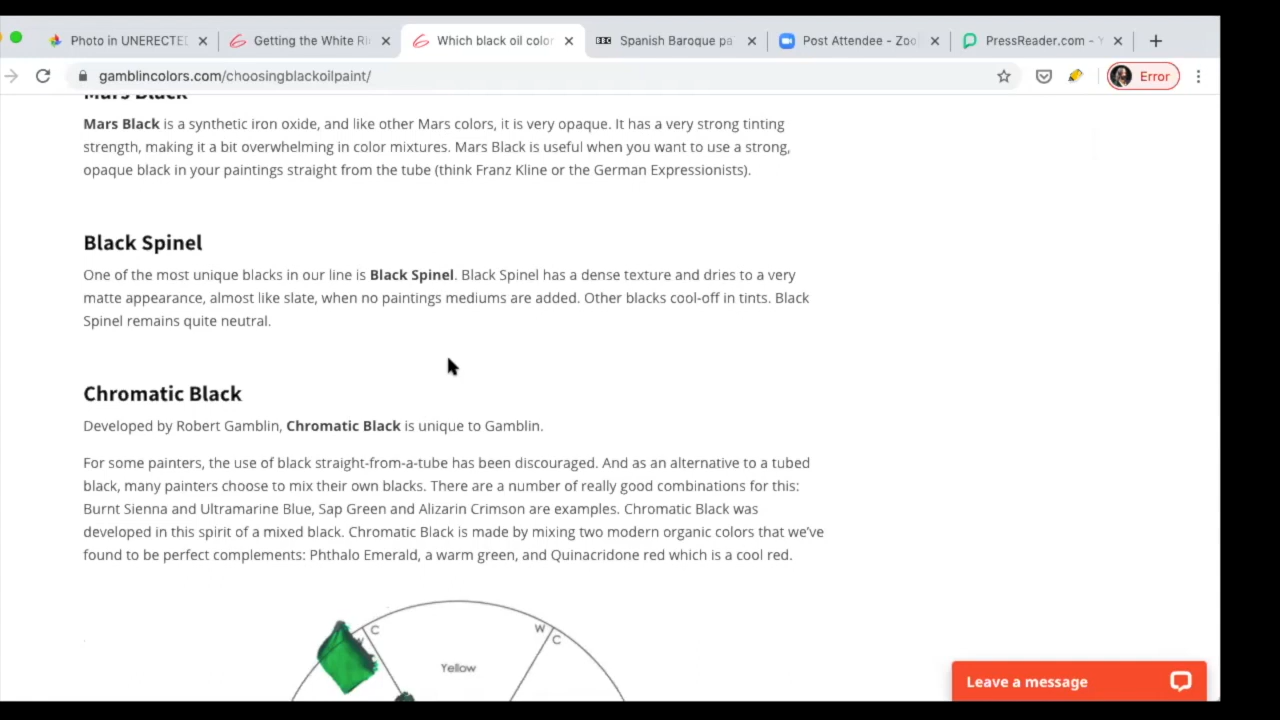 Photo in UNERECTED
Getting the White Ri
Which black oil color
BBC
Spanish Baroque pa
Post Attendee - Zoo
PressReader.com - Y
gamblincolors.com/choosingblackoilpaint/
Error
Mars Black
Mars Black is a synthetic iron oxide, and like other Mars colors, it is very opaque. It has a very strong tinting
strength, making it a bit overwhelming in color mixtures. Mars Black is useful when you want to use a strong,
opaque black in your paintings straight from the tube (think Franz Kline or the German Expressionists).
Black Spinel
One of the most unique blacks in our line is Black Spinel. Black Spinel has a dense texture and dries to a very
matte appearance, almost like slate, when no paintings mediums are added. Other blacks cool-off in tints. Black
Spinel remains quite neutral.
Chromatic Black
Developed by Robert Gamblin, Chromatic Black is unique to Gamblin.
For some painters, the use of black straight-from-a-tube has been discouraged. And as an alternative to a tubed
black, many painters choose to mix their own blacks. There are a number of really good combinations for this:
Burnt Sienna and Ultramarine Blue, Sap Green and Alizarin Crimson are examples. Chromatic Black was
developed in this spirit of a mixed black. Chromatic Black is made by mixing two modern organic colors that we've
found to be perfect complements: Phthalo Emerald, a warm green, and Quinacridone red which is a cool red.
W C
W C
Yellow
Leave a message